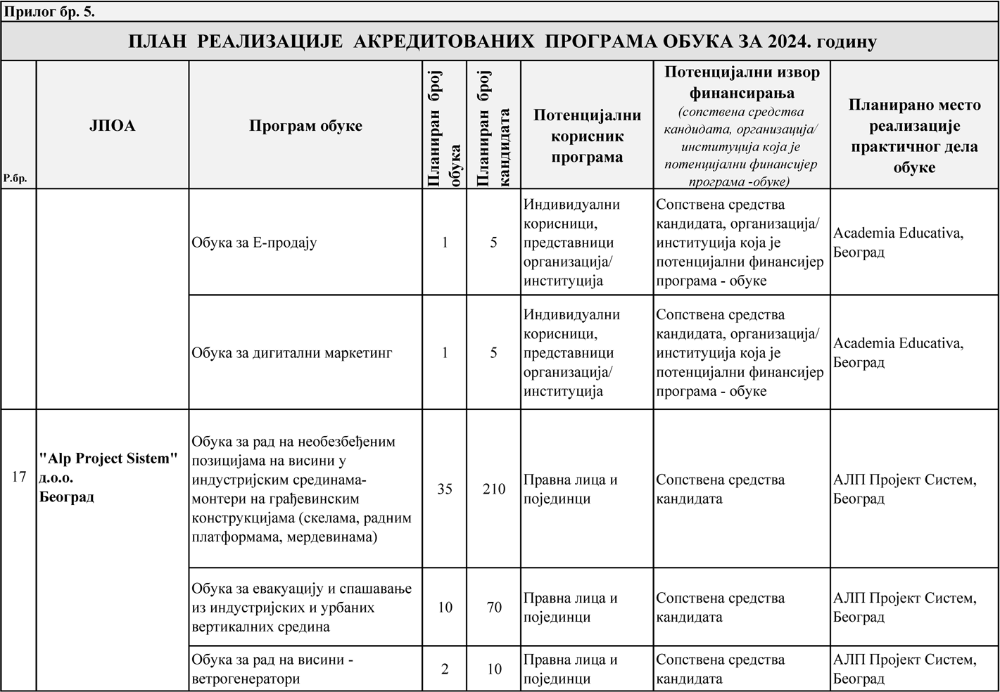 Прилог бр. 5.
ПЛАН РЕАЛИЗАЦИЈЕ АКРЕДИТОВАНИХ ПРОГРАМА ОБУКА ЗА 2024. годину
Р.бр.
ЈПОА
Програм обуке
Планиран број
обука
Планиран број
кандидата
Потенцијални
корисник
програма
Потенцијални извор
финансирања
(сопствена средства
кандидата, организација/
институција која је
потенцијални финансијер
програма -обуке)
Планирано место
реализације
практичног дела
обуке
Обука за Е-продају
1
5
Индивидуални
корисници,
представници
организација/
институција
Сопствена средства
кандидата, организација/
институција која је
потенцијални финансијер
програма - обуке
Academia Educativa,
Београд
Обука за дигитални маркетинг
1
5
Индивидуални
корисници,
представници
организација/
институција
Сопствена средства
кандидата, организација/
институција која је
потенцијални финансијер
програма - обуке
Academia Educativa,
Београд
17
"Alp Project Sistem"
д.о.о.
Београд
Обука за рад на необезбеђеним
позицијама на висини у
индустријским срединама-
монтери на грађевинским
конструкцијама (скелама, радним
платформама, мердевинама)
35
210
Правна лица и
појединци
Сопствена средства
кандидата
АЛП Пројект Систем,
Београд
Обука за евакуацију и спашавање
из индустријских и урбаних
вертикалних средина
10
70
Правна лица и
појединци
Сопствена средства
кандидата
АЛП Пројект Систем,
Београд
Обука за рад на висини -
ветрогенератори
2
10
Правна лица и
појединци
Сопствена средства
кандидата
АЛП Пројект Систем,
Београд